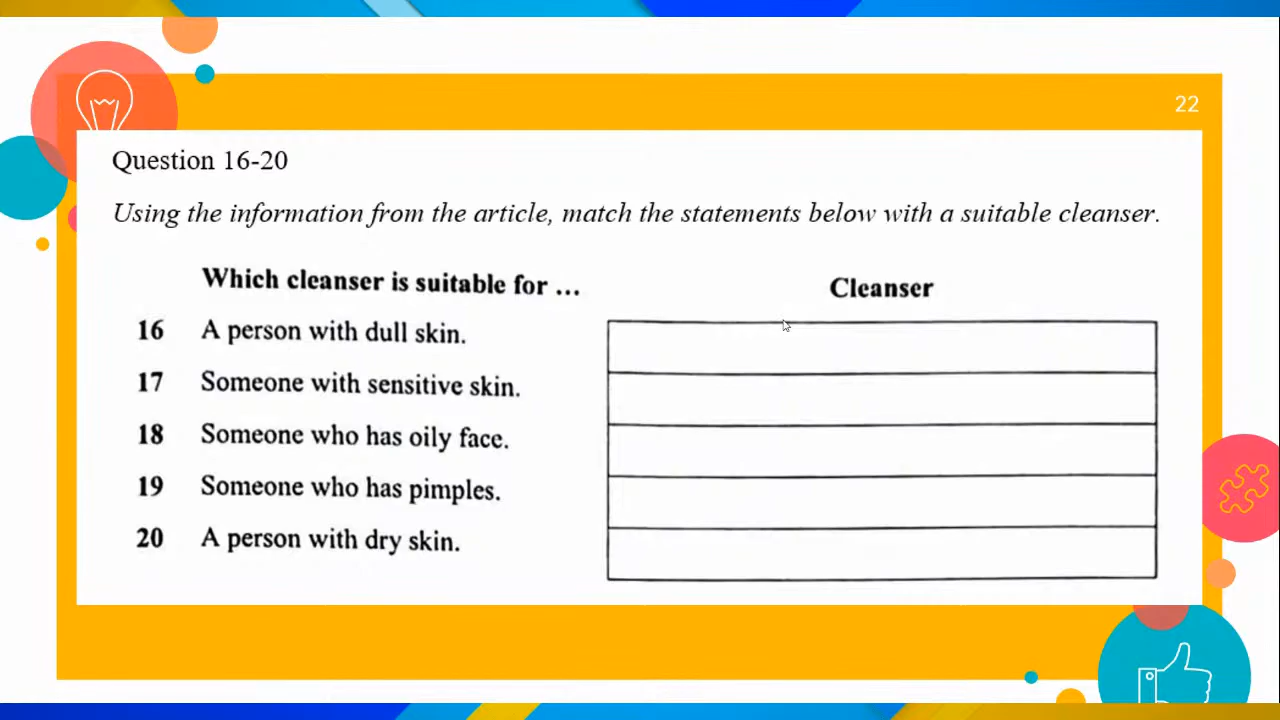 22
Question 16-20
Using the information from the article, match the statements below with a suitable cleanser.
Which cleanser is suitable for ... Cleanser
16 A person with dull skin.
17 Someone with sensitive skin.
18 Someone who has oily face.
19 Someone who has pimples.
20 A person with dry skin.